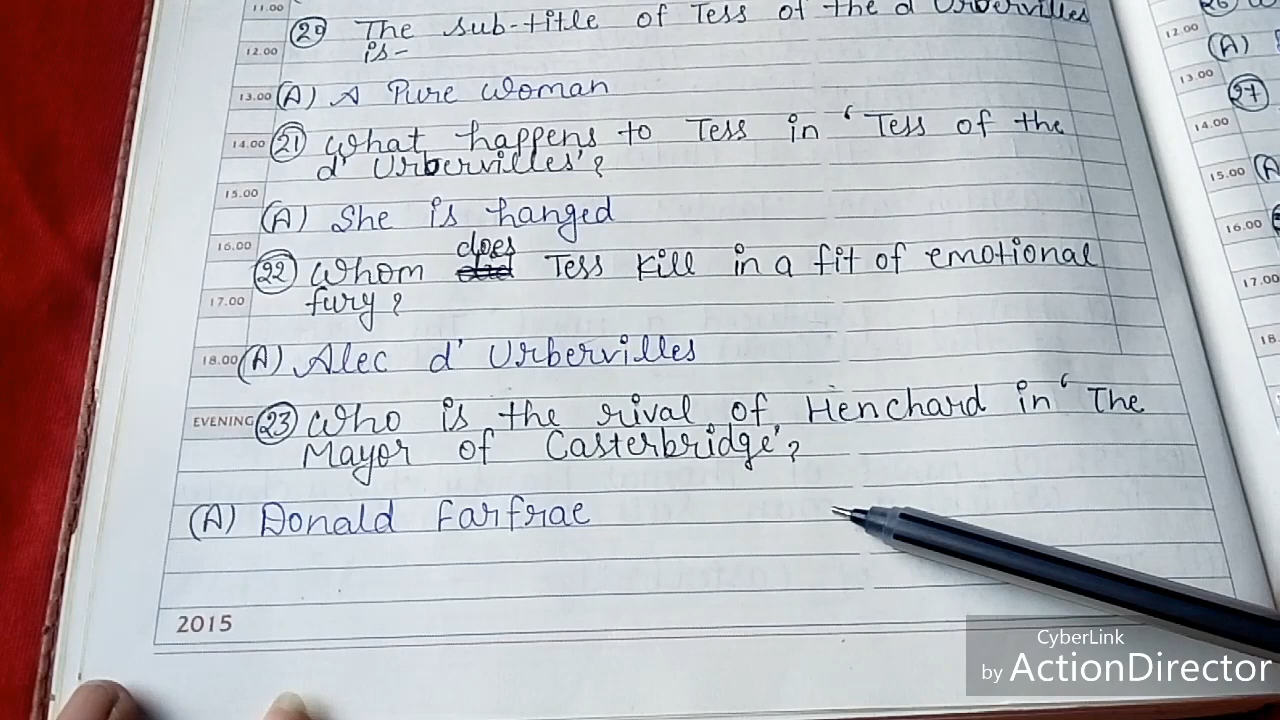 11.00
(29) The sub-title of Tess of the d'Urbervilles
12.00
is-
13.00 (A) A Pure Woman
14.00 (21) What happens to Tess in 'Tess of the
d'Urbervilles'?
15.00
(A) She is hanged
16.00
does
(22) Whom Tess kill in a fit of emotional
17.00
fury?
18.00 (A) Alec d'Urbervilles
EVENING (23) Who is the rival of Henchard in 'The
Mayor of Casterbridge'?
(A) Donald Farfrae
2015
12.00
(A)
13.00
(27)
14.00
15.00 (A
16.00
17.00
18.
CyberLink
by ActionDirector